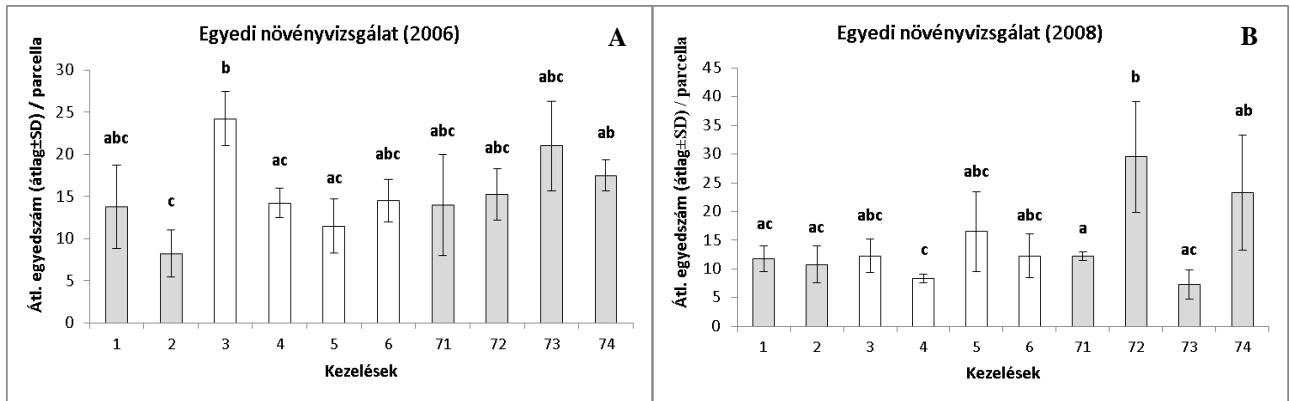 Egyedi növényvizsgálat (2006)
A
Átl. egyedszám (átlag±SD) / parcella
30
25
20
15
10
5
0
abc
c
b
ac
ac
abc
abc
abc
abc
ab
1 2 3 4 5 6 71 72 73 74
Kezelések
Egyedi növényvizsgálat (2008)
B
Átl. egyedszám (átlag±SD) / parcella
45
40
35
30
25
20
15
10
5
0
ac
ac
abc
c
abc
abc
a
b
ac
ab
1 2 3 4 5 6 71 72 73 74
Kezelések